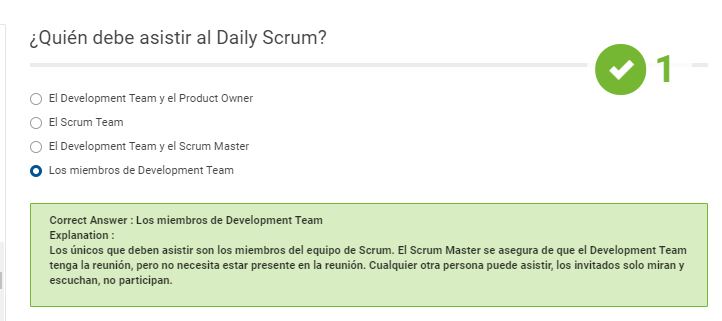 ¿Quién debe asistir al Daily Scrum?
1
El Development Team y el Product Owner
El Scrum Team
El Development Team y el Scrum Master
Los miembros de Development Team
Correct Answer : Los miembros de Development Team
Explanation :
Los únicos que deben asistir son los miembros del equipo de Scrum. El Scrum Master se asegura de que el Development Team
tenga la reunión, pero no necesita estar presente en la reunión. Cualquier otra persona puede asistir, los invitados solo miran y
escuchan, no participan.